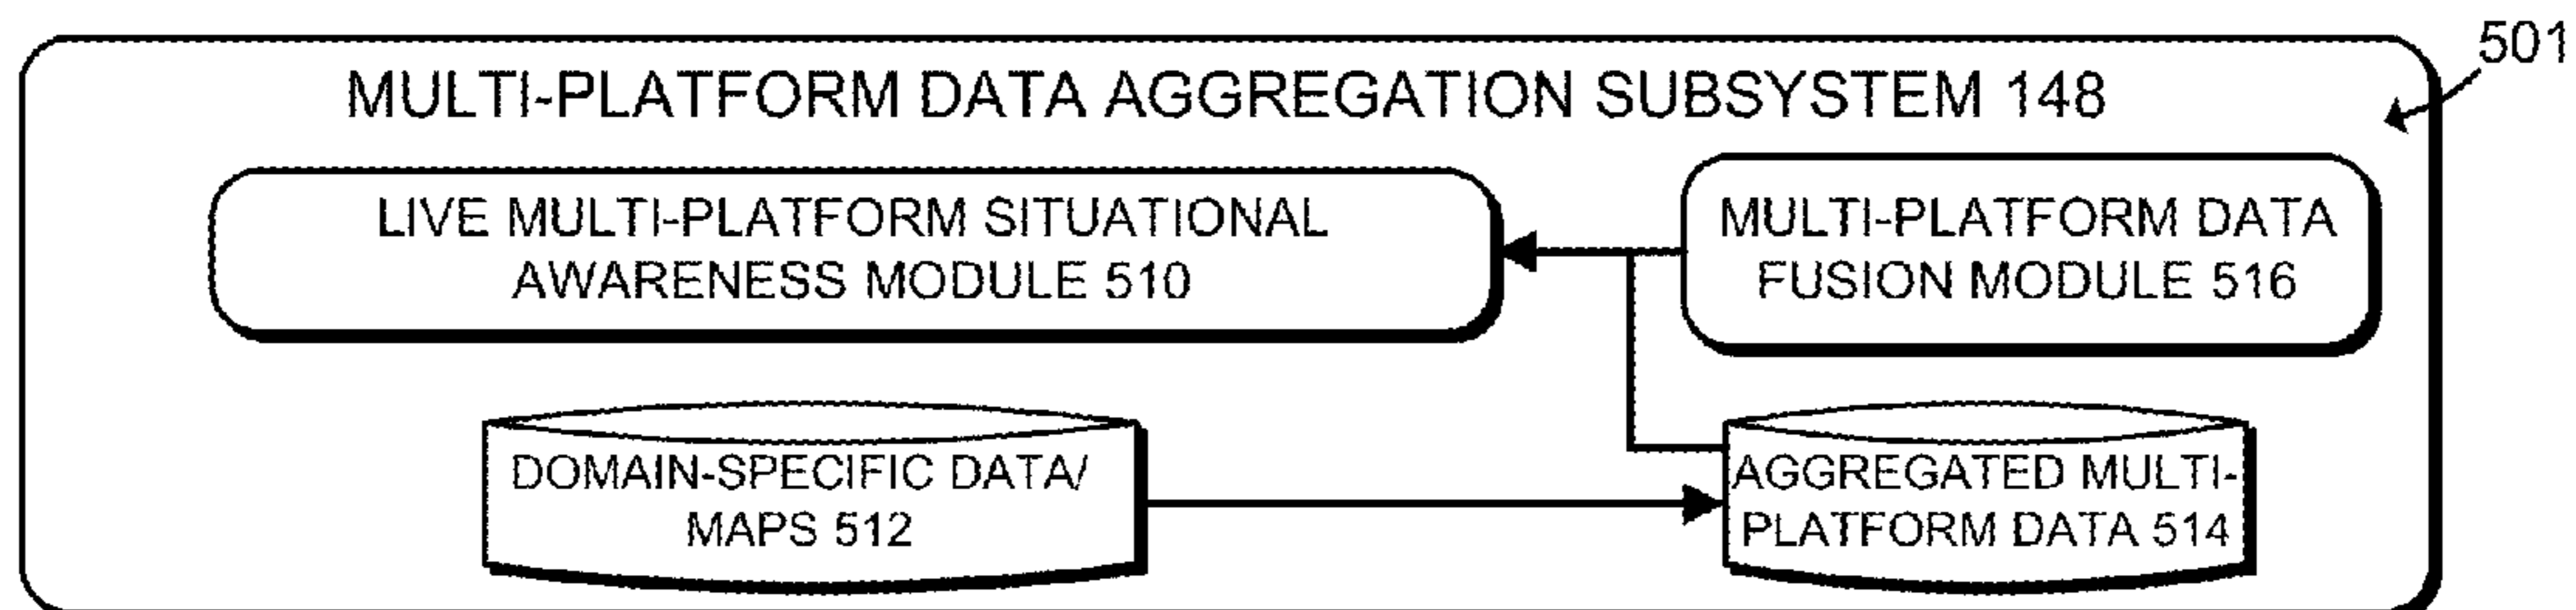 501
MULTI-PLATFORM DATA AGGREGATION SUBSYSTEM 148
LIVE MULTI-PLATFORM SITUATIONAL
AWARENESS MODULE 510
MULTI-PLATFORM DATA
FUSION MODULE 516
DOMAIN-SPECIFIC DATA/
MAPS 512
AGGREGATED MULTI-
PLATFORM DATA 514